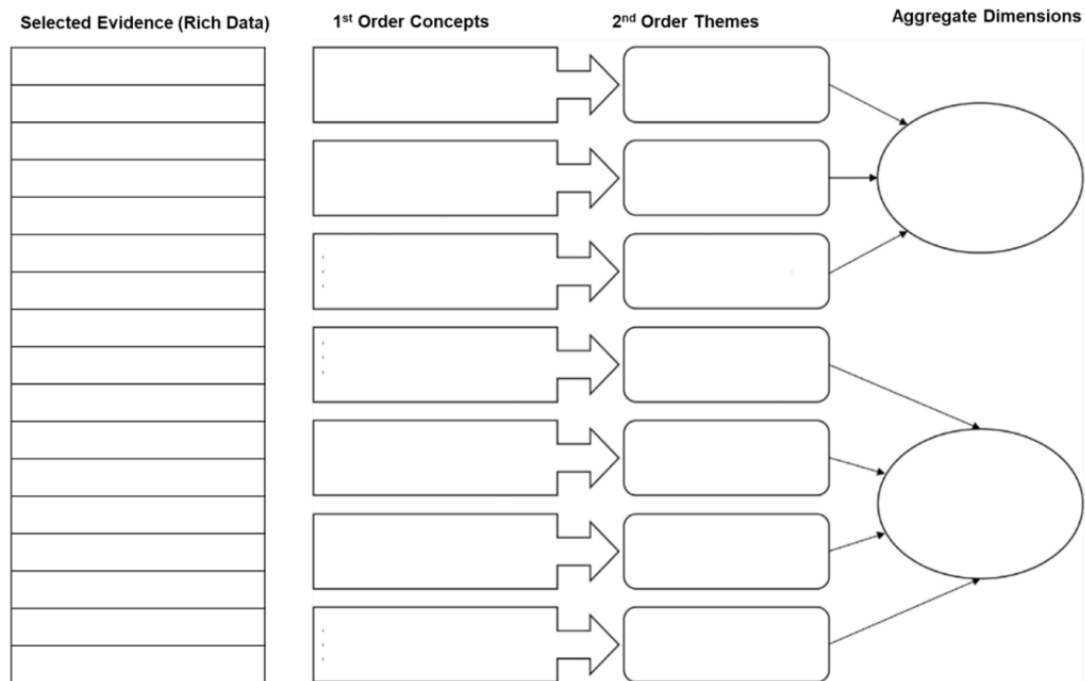 Selected Evidence (Rich Data)
1st Order Concepts
2nd Order Themes
Aggregate Dimensions